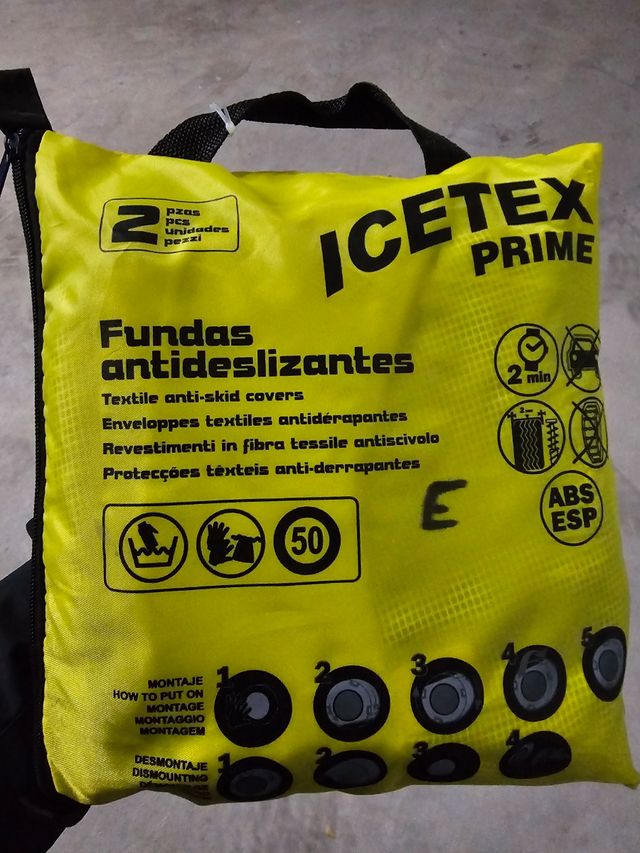 2 pzas
pcs
unidades
pezzi
ICETEX
PRIME
Fundas
antideslizantes
Textile anti-skid covers
Enveloppes textiles antidérapantes
Revestimenti in fibra tessile antiscivolo
Protecções têxteis anti-derrapantes
2 min
+ 2- +
E
ABS
ESP
50
MONTAJE
HOW TO PUT ON
MONTAGE
MONTAGGIO
MONTAGEM
1 2 3 4 5
DESMONTAJE
DISMOUNTING
1 2 3 4